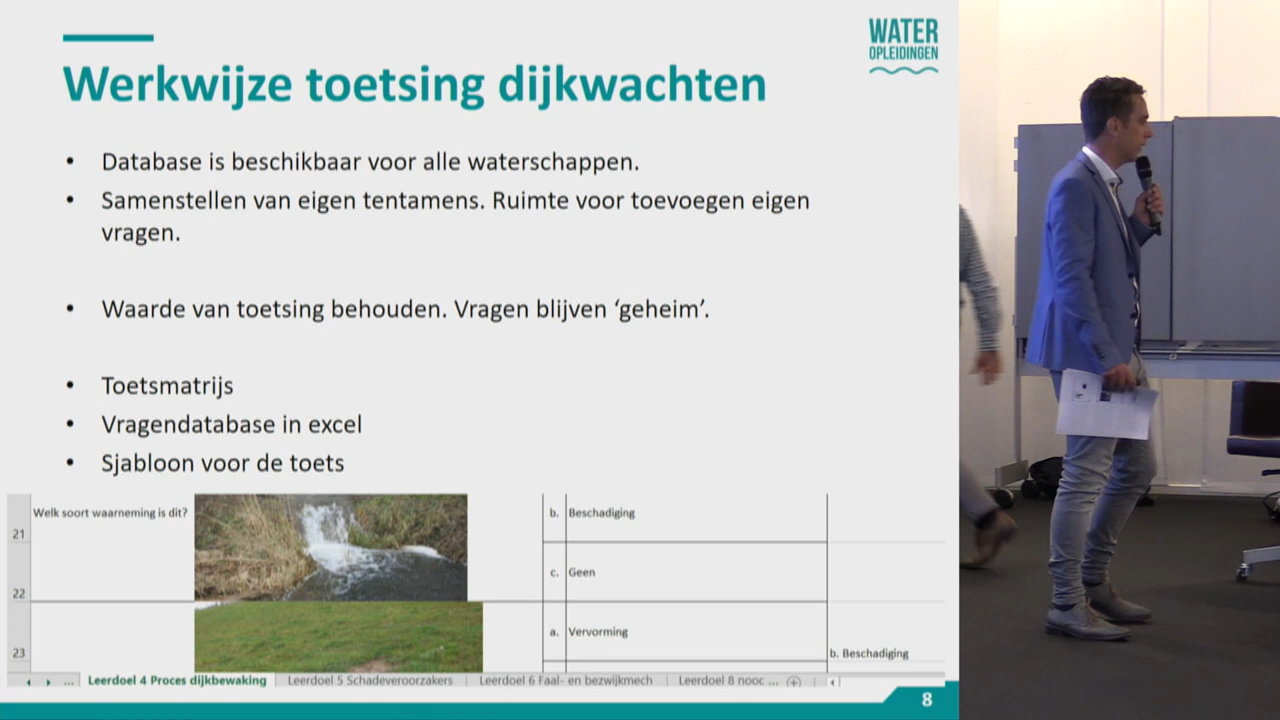 WATER
OPLEIDINGEN
Werkwijze toetsing dijkwachten
• Database is beschikbaar voor alle waterschappen.
• Samenstellen van eigen tentamens. Ruimte voor toevoegen eigen
vragen.
• Waarde van toetsing behouden. Vragen blijven ‘geheim’.
• Toetsmatrijs
• Vragendatabase in excel
• Sjabloon voor de toets
Welk soort waarneming is dit?
b. Beschadiging
21
c. Geen
22
a. Vervorming
23
b. Beschadiging
... Leerdoel 4 Proces dijkbewaking Leerdoel 5 Schadeveroorzakers Leerdoel 6 Faal- en bezwijkmech Leerdoel 8 nooc ...
8